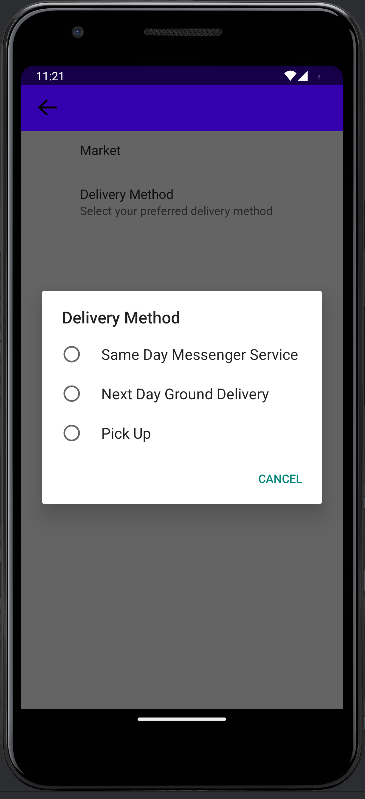 11:21
Market
Delivery Method
Select your preferred delivery method
Delivery Method
Same Day Messenger Service
Next Day Ground Delivery
Pick Up
CANCEL